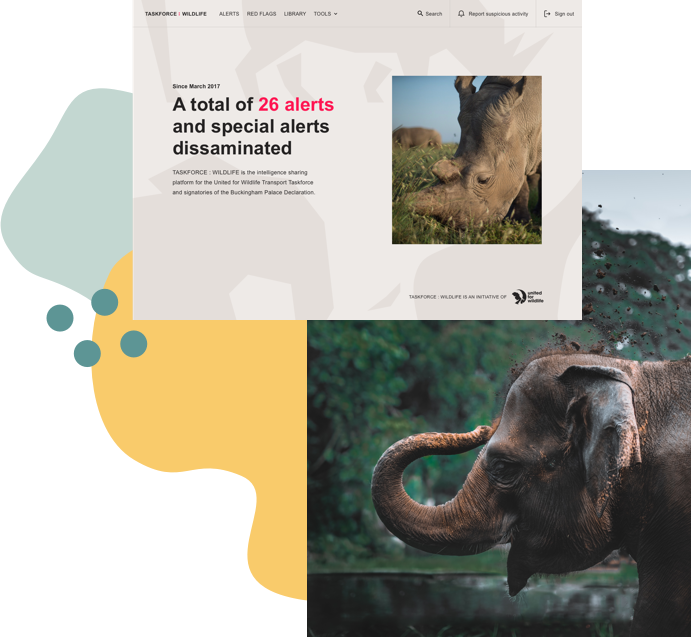 TASKFORCE : WILDLIFE ALERTS RED FLAGS LIBRARY TOOLS Search Report suspicious activity Sign out
Since March 2017
A total of 26 alerts
and special alerts
dissaminated
TASKFORCE : WILDLIFE is the intelligence sharing
platform for the United for Wildlife Transport Taskforce
and signatories of the Buckingham Palace Declaration.
TASKFORCE : WILDLIFE IS AN INITIATIVE OF
united
for
wildlife